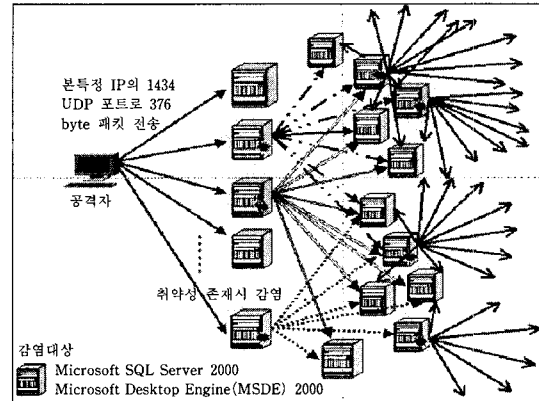 본특정 IP의 1434
UDP 포트로 376
byte 패킷 전송
공격자
취약성 존재시 감염
감염대상
Microsoft SQL Server 2000
Microsoft Desktop Engine(MSDE) 2000